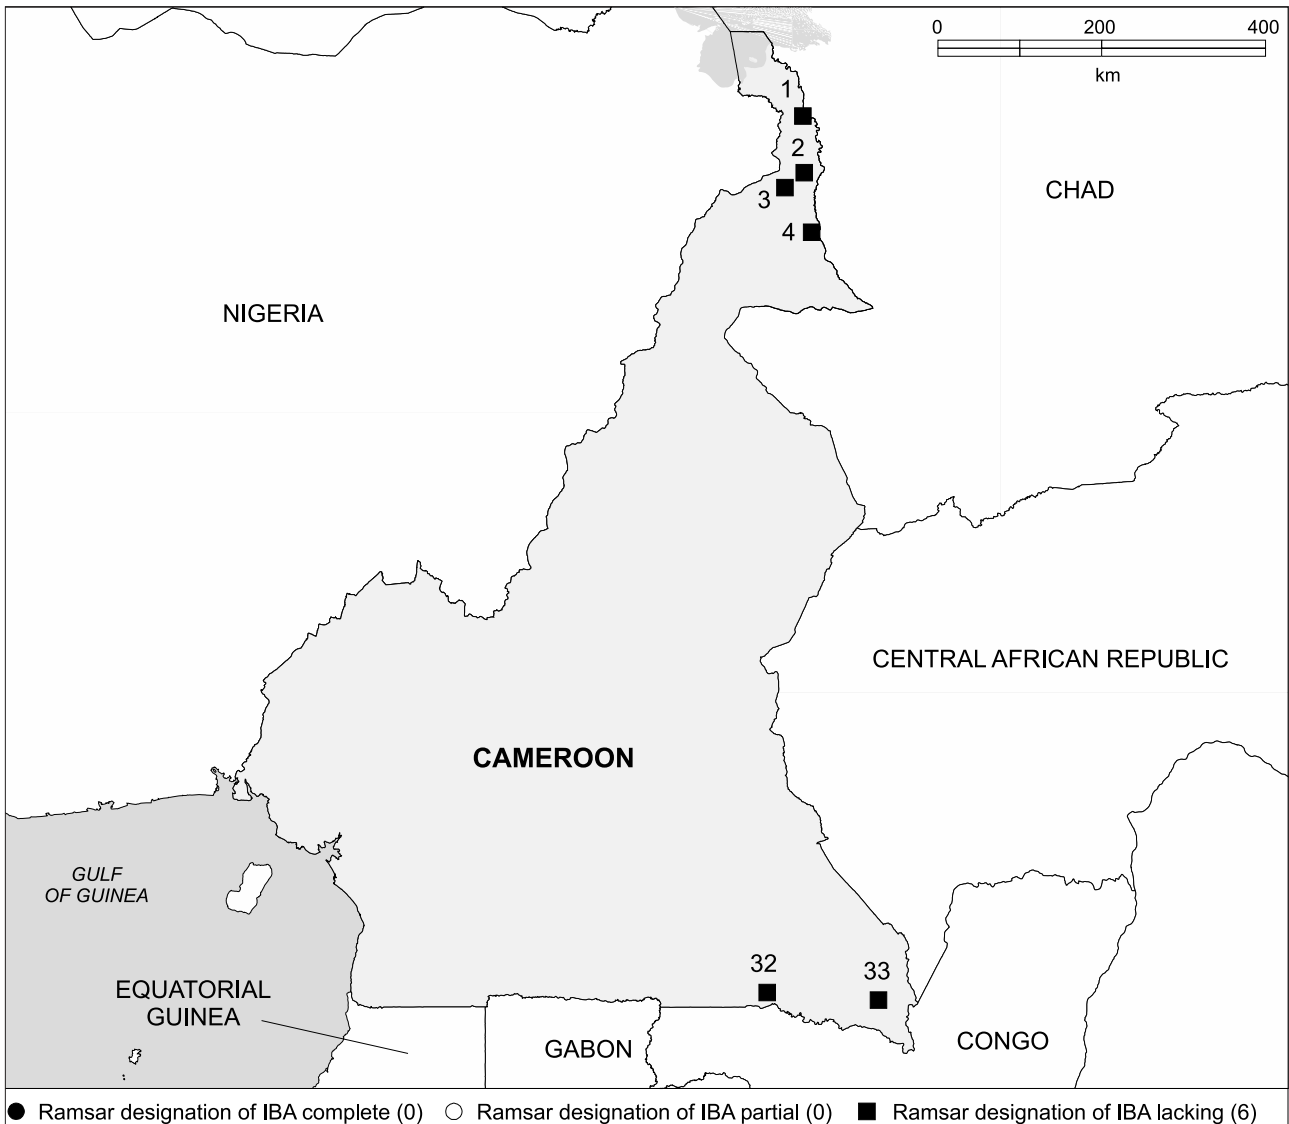 0 200 400
km
1
2
3
4
CHAD
NIGERIA
CENTRAL AFRICAN REPUBLIC
CAMEROON
GULF
OF GUINEA
32
33
EQUATORIAL
GUINEA
GABON
CONGO
Ramsar designation of IBA complete (0) Ramsar designation of IBA partial (0) Ramsar designation of IBA lacking (6)